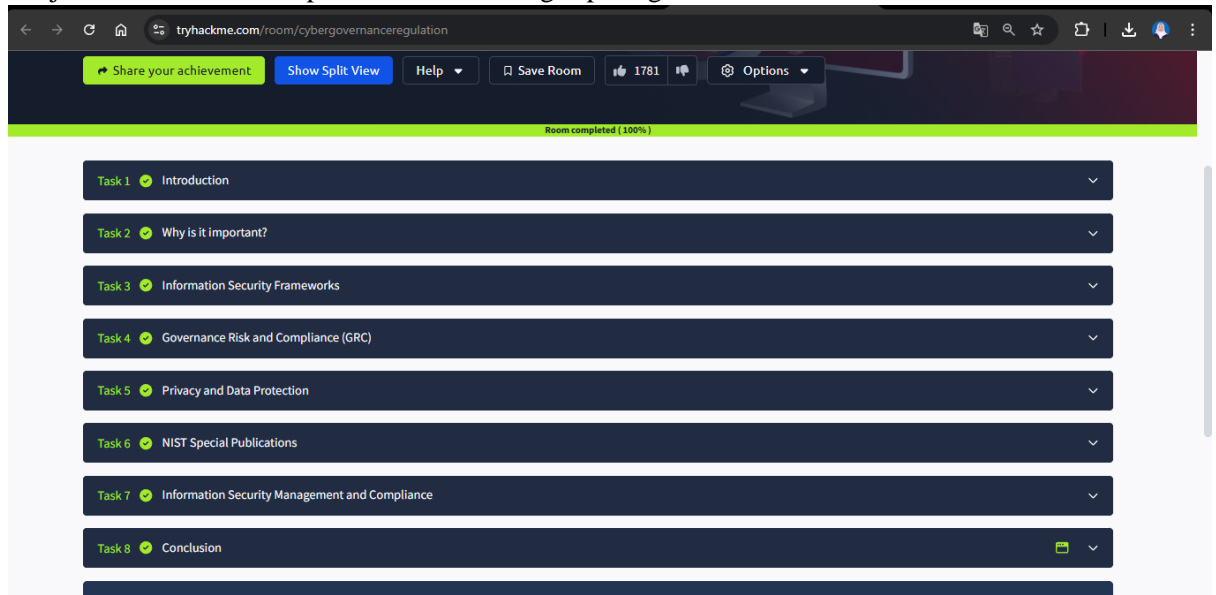 tryhackme.com/room/cybergovernanceregulation
Share your achievement Show Split View Help Save Room 1781 Options
Room completed ( 100% )
Task 1 Introduction
Task 2 Why is it important?
Task 3 Information Security Frameworks
Task 4 Governance Risk and Compliance (GRC)
Task 5 Privacy and Data Protection
Task 6 NIST Special Publications
Task 7 Information Security Management and Compliance
Task 8 Conclusion